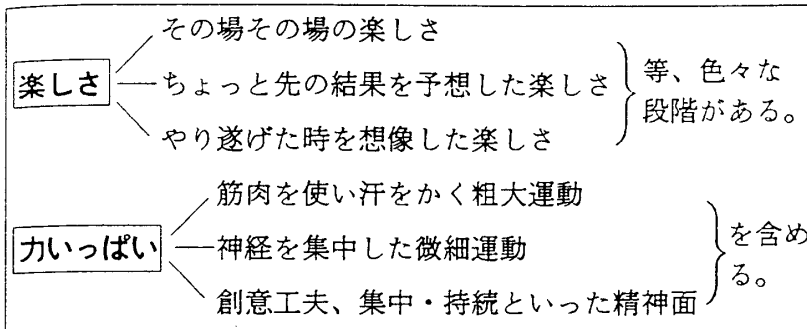 その場その場の楽しさ
楽しさ ちょっと先の結果を予想した楽しさ 等、色々な
段階がある。
やり遂げた時を想像した楽しさ
筋肉を使い汗をかく粗大運動
力いっぱい 神経を集中した微細運動 を含め
る。
創意工夫、集中・持続といった精神面